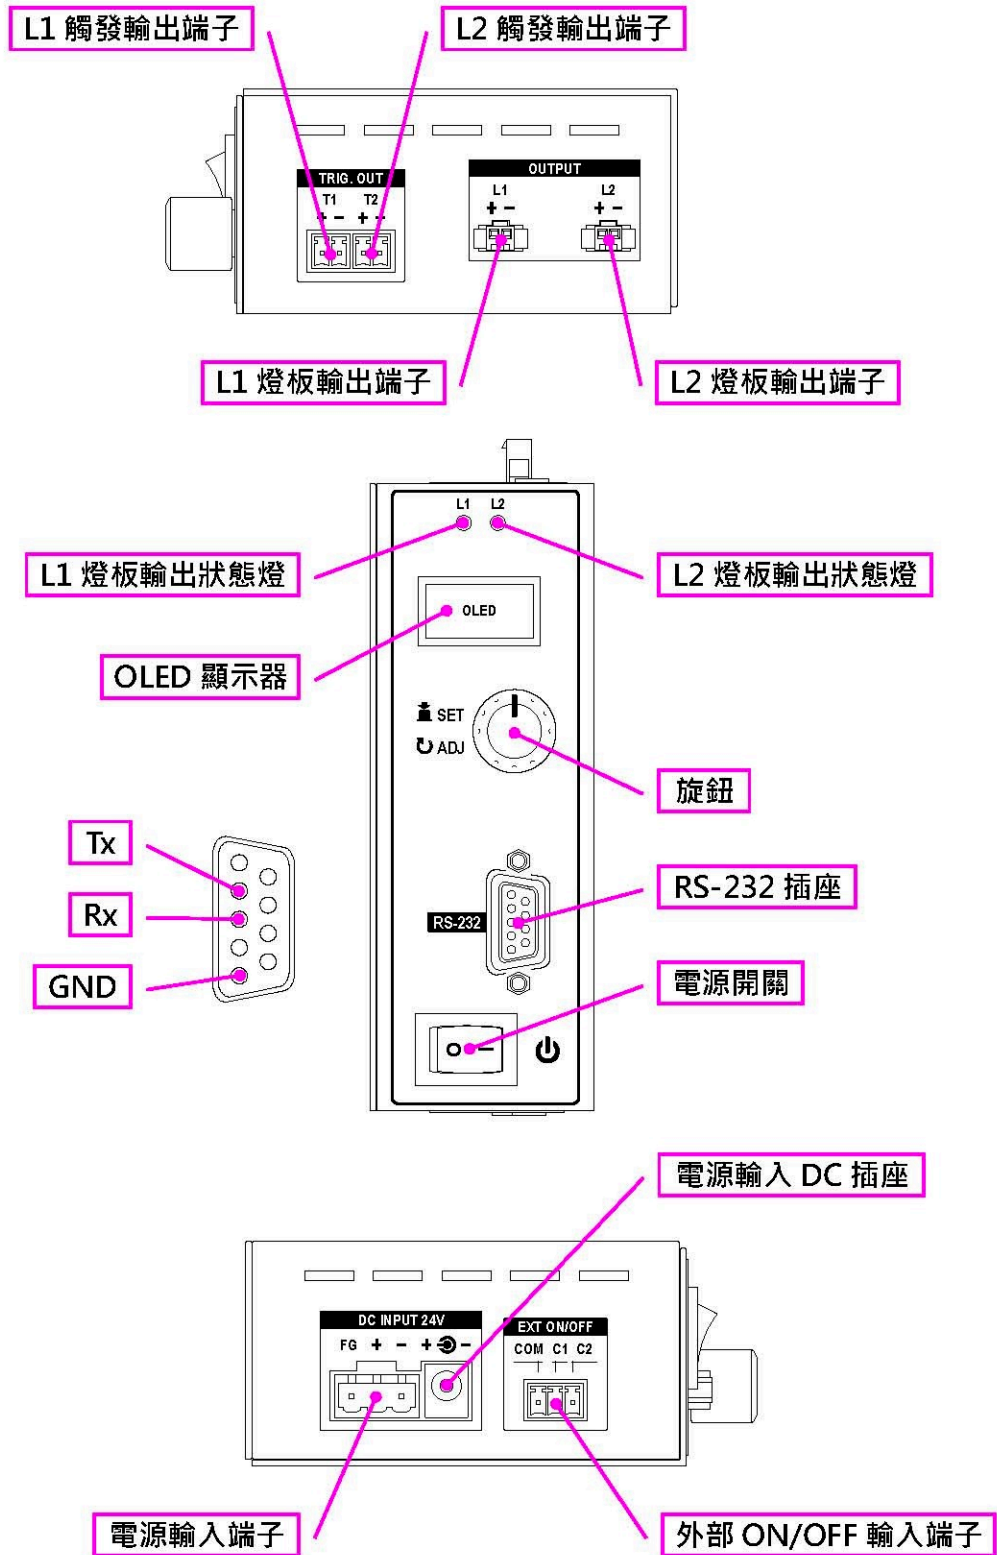 L1 觸發輸出端子
L2 觸發輸出端子
TRIG. OUT
T1 T2
+ - + -
OUTPUT
L1 L2
+ - + -
L1 燈板輸出端子
L2 燈板輸出端子
L1 L2
L1 燈板輸出狀態燈
L2 燈板輸出狀態燈
OLED
OLED 顯示器
SET
ADJ
旋鈕
Tx
Rx
GND
RS-232
RS-232 插座
電源開關
O –
電源輸入 DC 插座
DC INPUT 24V
FG + - + -
EXT ON/OFF
COM C1 C2
電源輸入端子
外部 ON/OFF 輸入端子